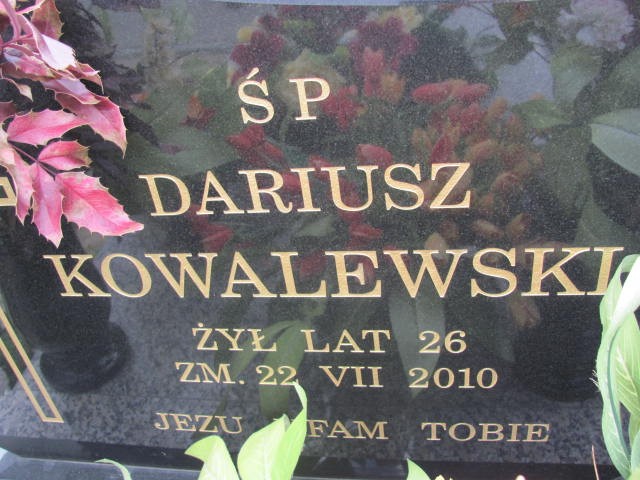 ŚP
DARIUSZ
KOWALEWSKI
ŻYŁ LAT 26
ZM. 22 VII 2010
JEZU FAM TOBIE